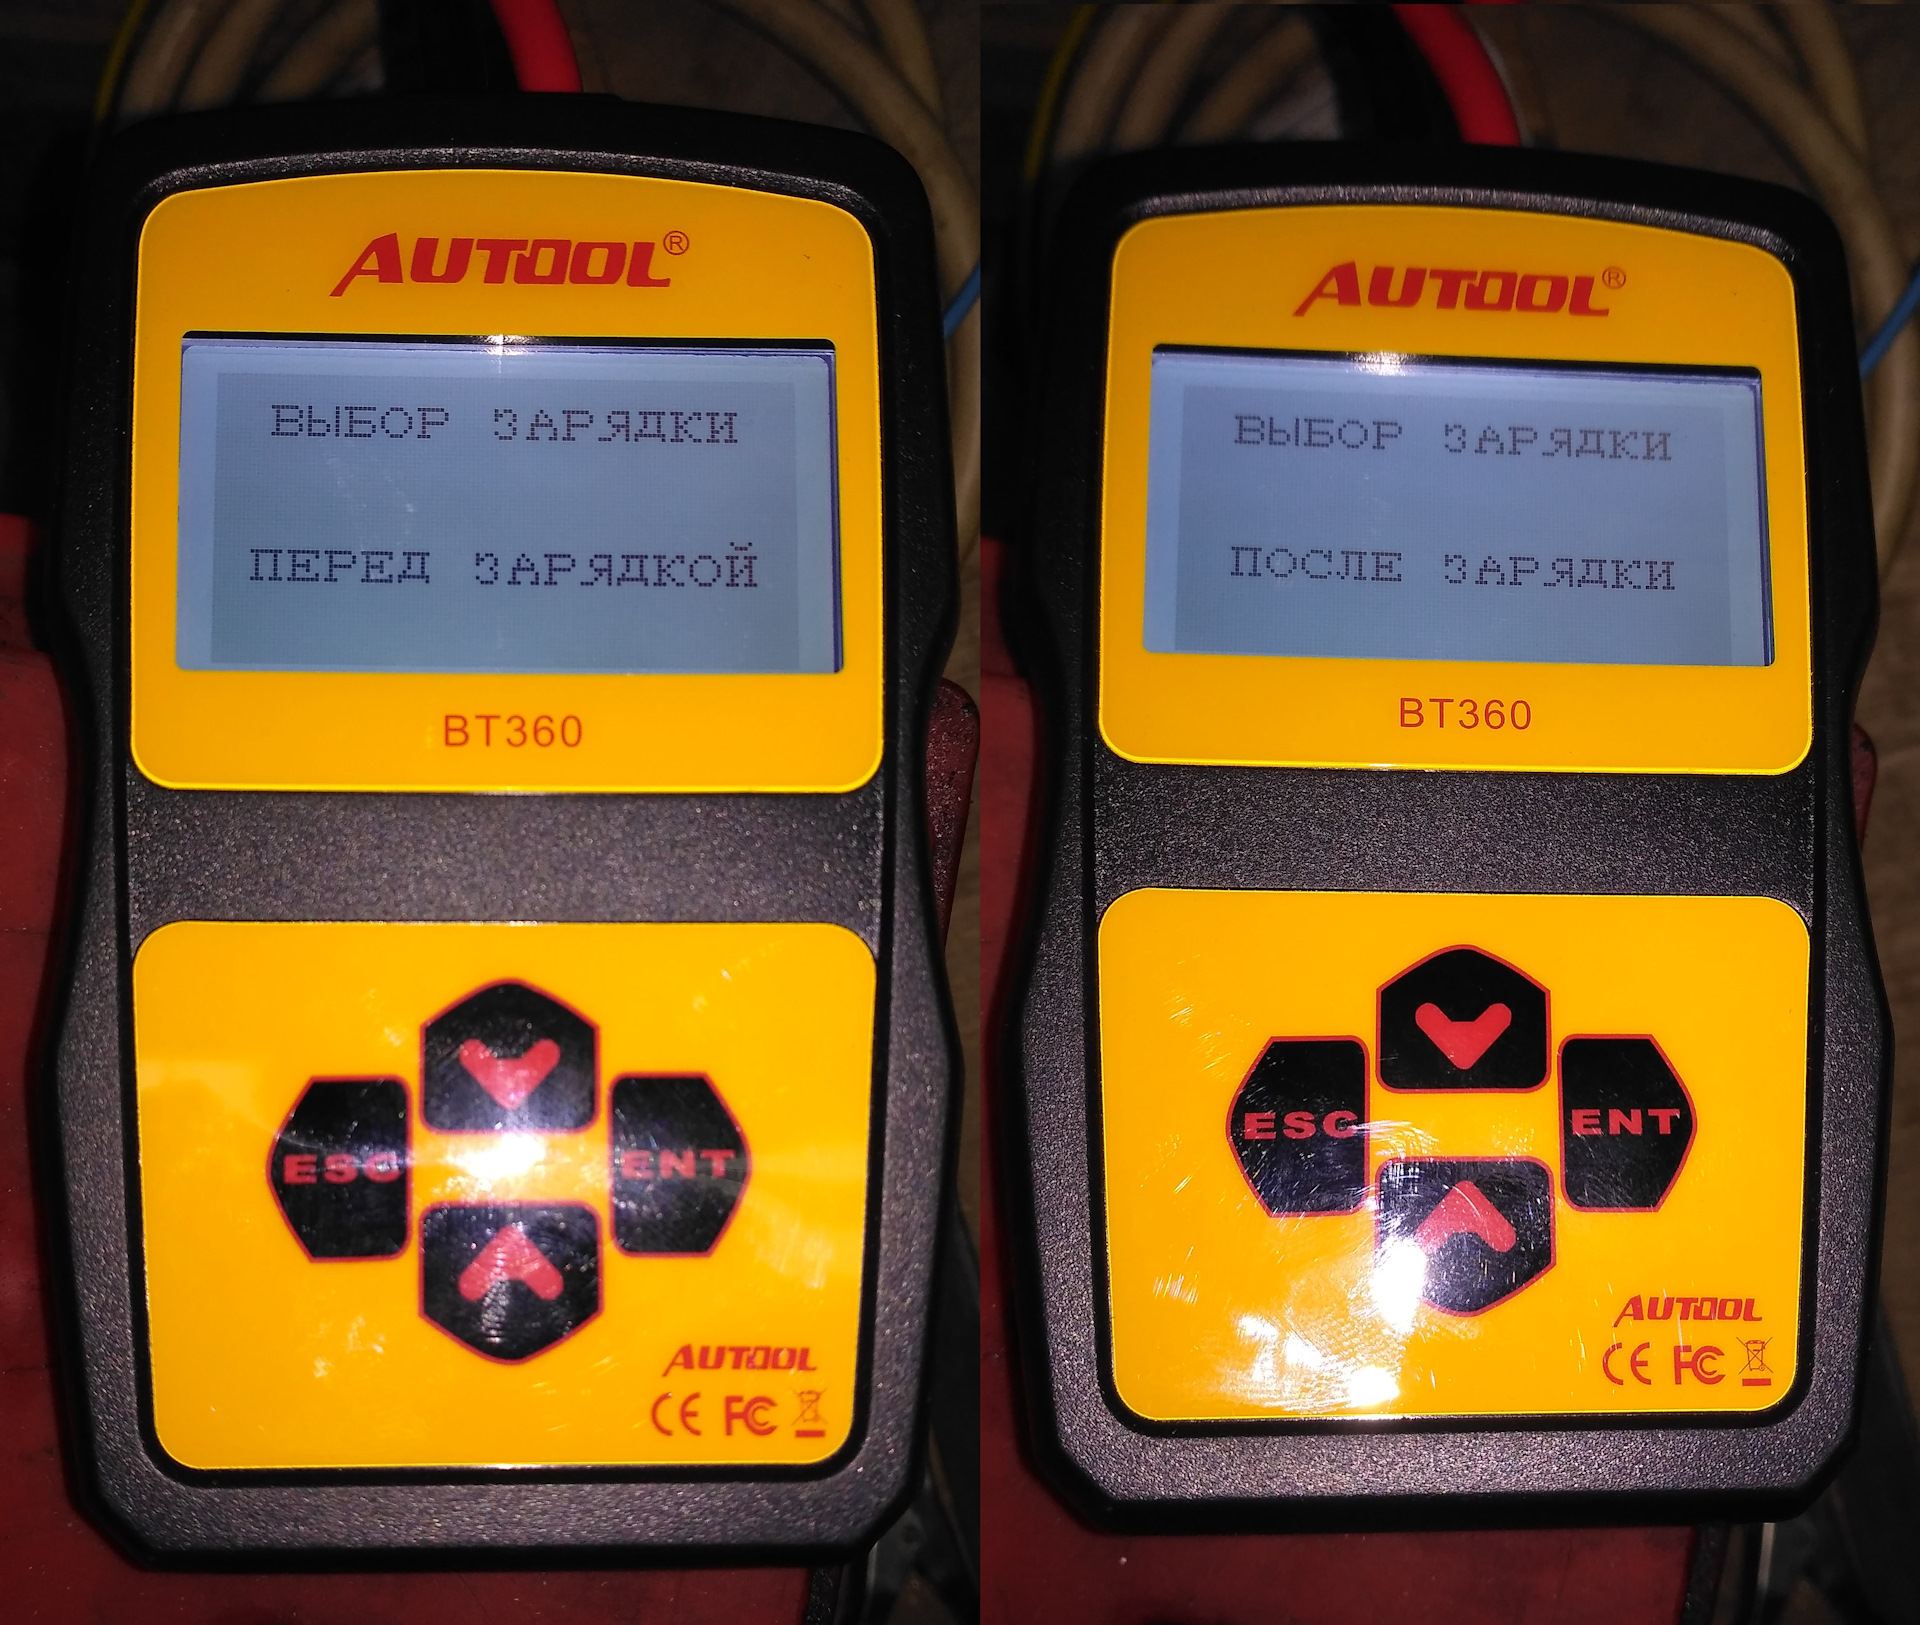 AUTOOL®
ВЫБОР ЗАРЯДКИ
ПЕРЕД ЗАРЯДКОЙ
BT360
ESC
ENT
AUTOOL
CE FC
AUTOOL®
ВЫБОР ЗАРЯДКИ
ПОСЛЕ ЗАРЯДКИ
BT360
ESC
ENT
AUTOOL
CE FC